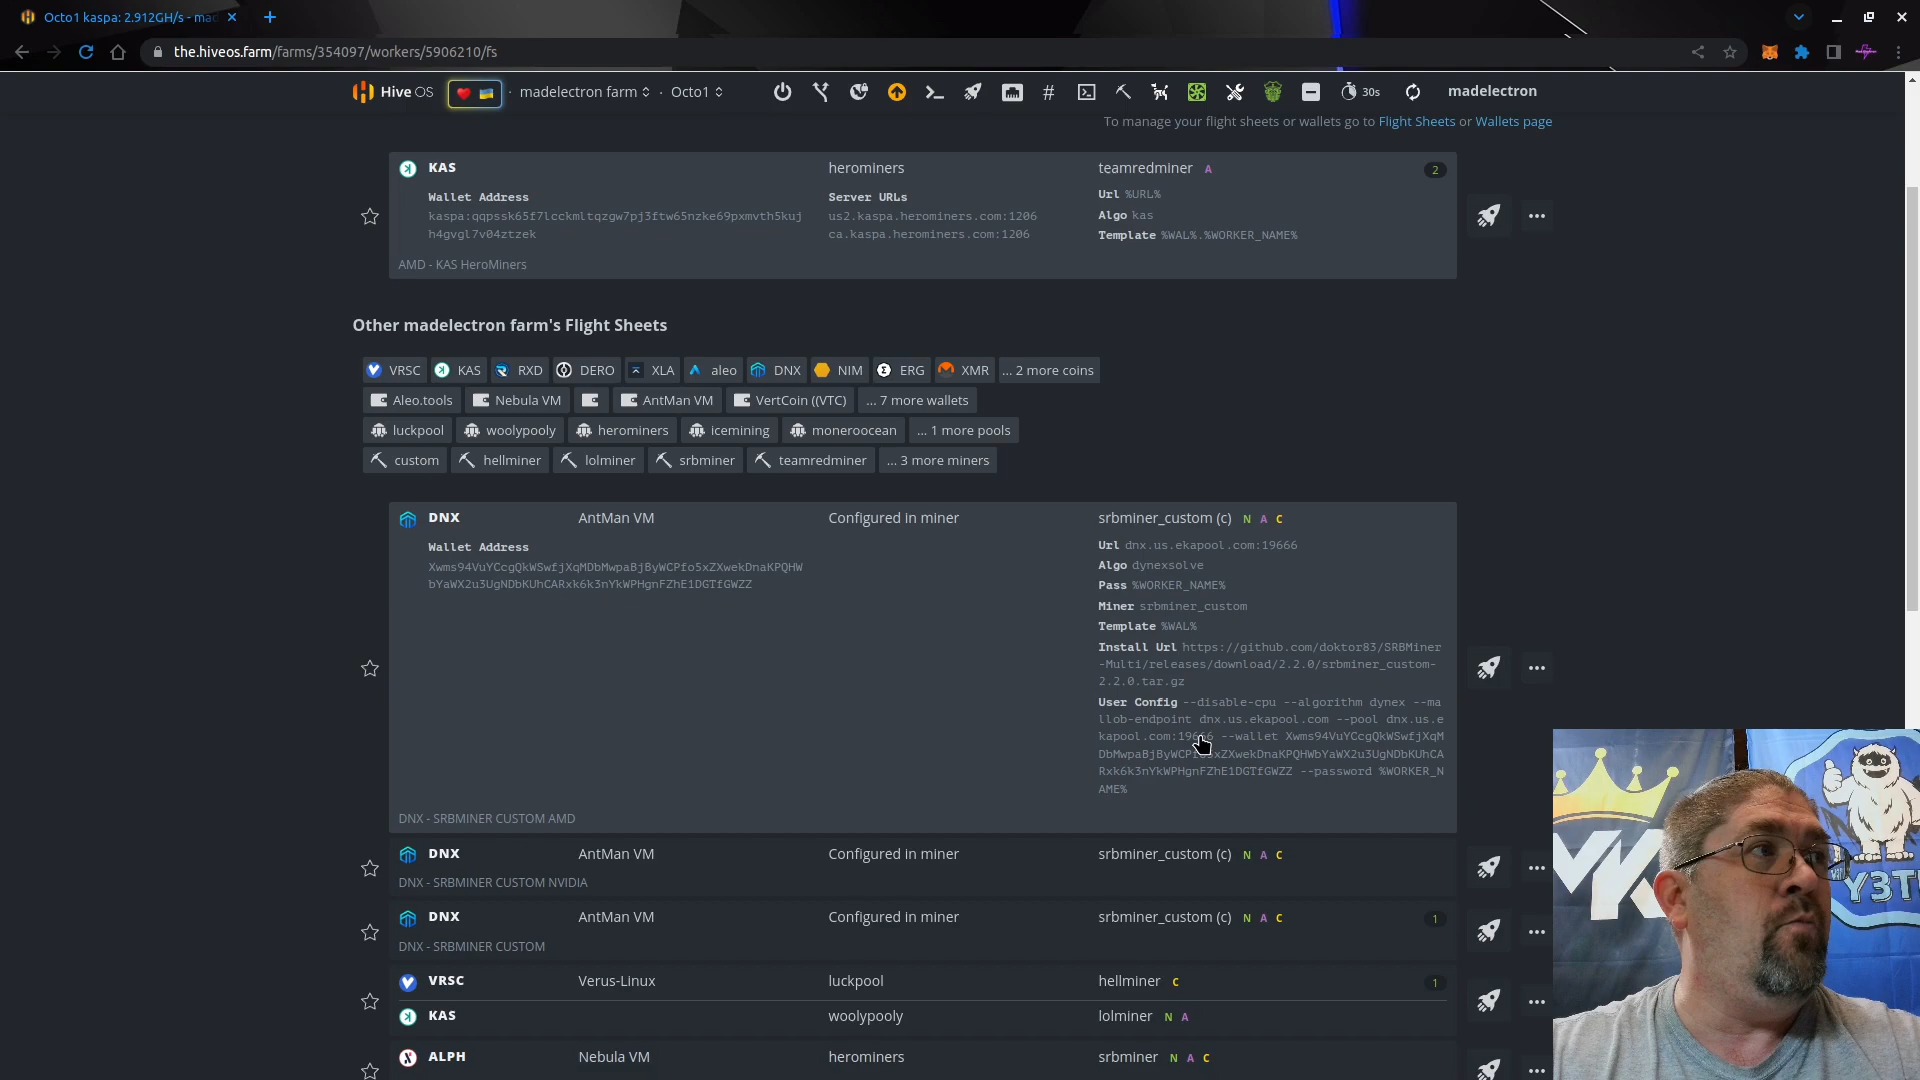 Octo1 kaspa: 2.912GH/s - mad
the.hiveos.farm/farms/354097/workers/5906210/fs
Hive OS
madelectron farm
· Octo1
30s
madelectron
To manage your flight sheets or wallets go to Flight Sheets or Wallets page
KAS
herominers
teamredminer A
2
Wallet Address
kaspa:qqpssk65f7lcckmltqzgw7pj3ftw65nzke69pxmvth5kuj
h4gvgl7v04ztzek
Server URLs
us2.kaspa.herominers.com:1206
ca.kaspa.herominers.com:1206
Url %URL%
Algo kas
Template %WAL%.%WORKER_NAME%
AMD - KAS HeroMiners
Other madelectron farm's Flight Sheets
VRSC KAS RXD DERO XLA aleo DNX NIM ERG XMR ... 2 more coins
Aleo.tools Nebula VM AntMan VM VertCoin ((VTC) ... 7 more wallets
luckpool woolypooly herominers icemining moneroocean ... 1 more pools
custom hellminer lolminer srbminer teamredminer ... 3 more miners
DNX
AntMan VM
Configured in miner
srbminer_custom (c) N A C
Wallet Address
Xwms94VuYCcgQkWSwfjXqMDbMwpaBjByWCPfo5xZXwekDnaKPQHW
bYaWX2u3UgNDbKUhCARxk6k3nYkWPHgnFZhE1DGTfGWZZ
Url dnx.us.ekapool.com:19666
Algo dynexsolve
Pass %WORKER_NAME%
Miner srbminer_custom
Template %WAL%
Install Url https://github.com/doktor83/SRBMiner
-Multi/releases/download/2.2.0/srbminer_custom-
2.2.0.tar.gz
User Config --disable-cpu --algorithm dynex --ma
llob-endpoint dnx.us.ekapool.com --pool dnx.us.e
kapool.com:19666 --wallet Xwms94VuYCcgQkWSwfjXqM
DbMwpaBjByWCPfo5xZXwekDnaKPQHWbYaWX2u3UgNDbKUhCA
Rxk6k3nYkWPHgnFZhE1DGTfGWZZ --password %WORKER_N
AME%
DNX - SRBMINER CUSTOM AMD
DNX AntMan VM Configured in miner srbminer_custom (c) N A C
DNX - SRBMINER CUSTOM NVIDIA
DNX AntMan VM Configured in miner srbminer_custom (c) N A C 1
DNX - SRBMINER CUSTOM
VRSC Verus-Linux luckpool hellminer C 1
KAS woolypooly lolminer N A
ALPH Nebula VM herominers srbminer N A C
VK
Y3T